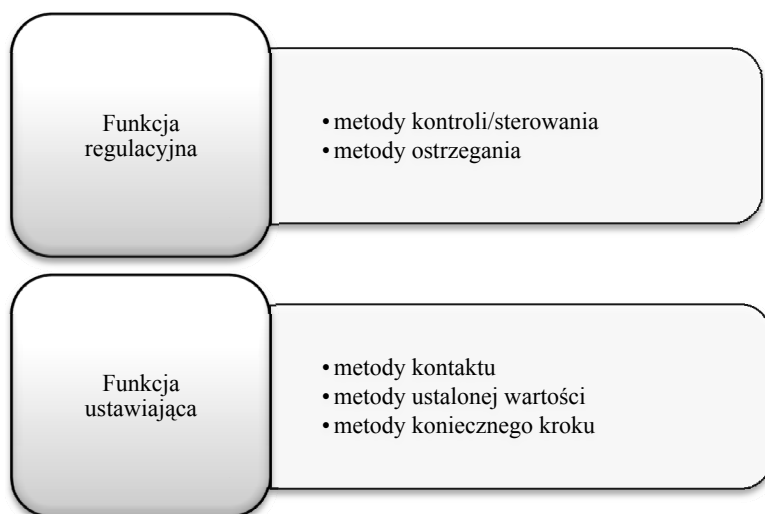 Funkcja
regulacyjna
• metody kontroli/sterowania
• metody ostrzegania
Funkcja
ustawiająca
• metody kontaktu
• metody ustalonej wartości
• metody koniecznego kroku